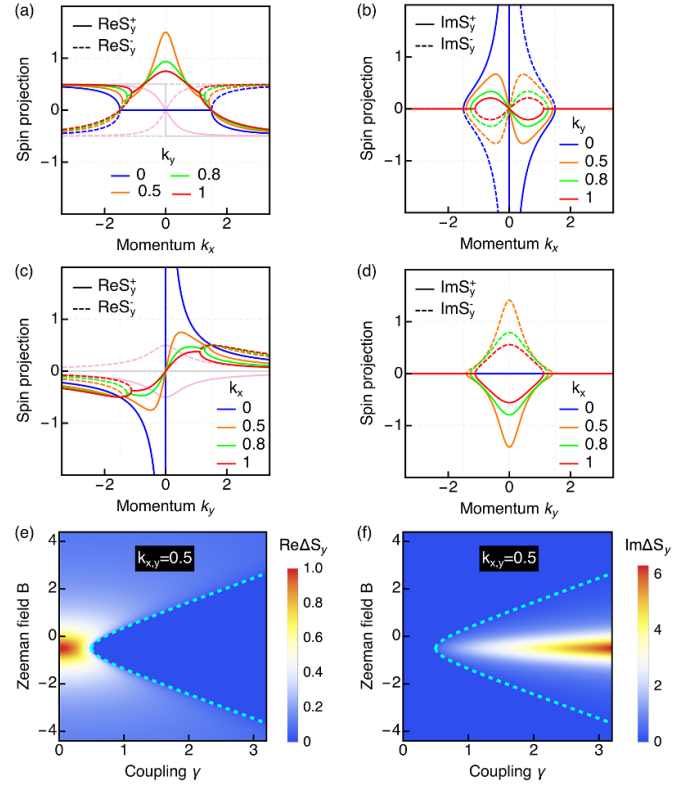 (a)
ReS_y^+
ReS_y^-
Spin projection
1
0
−1
k_y
0
0.8
0.5
1
−2
0
2
Momentum k_x
(b)
ImS_y^+
ImS_y^-
Spin projection
1
0
−1
k_y
0
0.5
0.8
1
−2
0
2
Momentum k_x
(c)
ReS_y^+
ReS_y^-
Spin projection
1
0
−1
k_x
0
0.5
0.8
1
−2
0
2
Momentum k_y
(d)
ImS_y^+
ImS_y^-
Spin projection
1
0
−1
k_x
0
0.5
0.8
1
−2
0
2
Momentum k_y
(e)
k_{x,y}=0.5
ReΔS_y
Zeeman field B
4
2
0
−2
−4
0
1
2
3
Coupling γ
1.0
0.8
0.6
0.4
0.2
0
(f)
k_{x,y}=0.5
ImΔS_y
Zeeman field B
4
2
0
−2
−4
0
1
2
3
Coupling γ
6
4
2
0